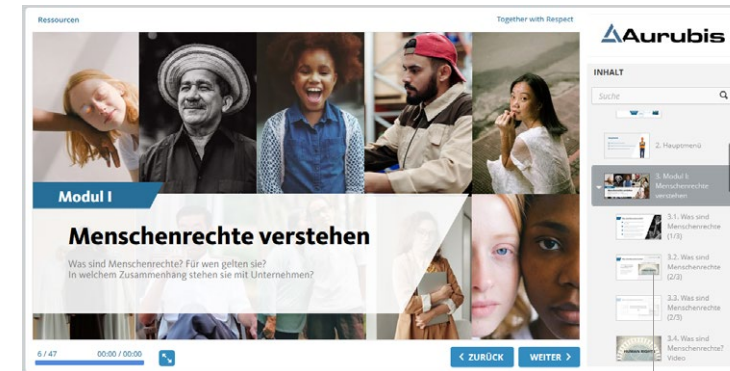 Ressourcen
Together with Respect
Aurubis
INHALT
Suche
2. Hauptmenü
3. Modul I:
Menschenrechte
verstehen
3.1. Was sind
Menschenrechte
(1/3)
3.2. Was sind
Menschenrechte
(2/3)
3.3. Was sind
Menschenrechte
(2/3)
3.4. Was sind
Menschenrechte?
Video
Modul I
Menschenrechte verstehen
Was sind Menschenrechte? Für wen gelten sie?
In welchem Zusammenhang stehen sie mit Unternehmen?
6 / 47
00:00 / 00:00
< ZURÜCK
WEITER >